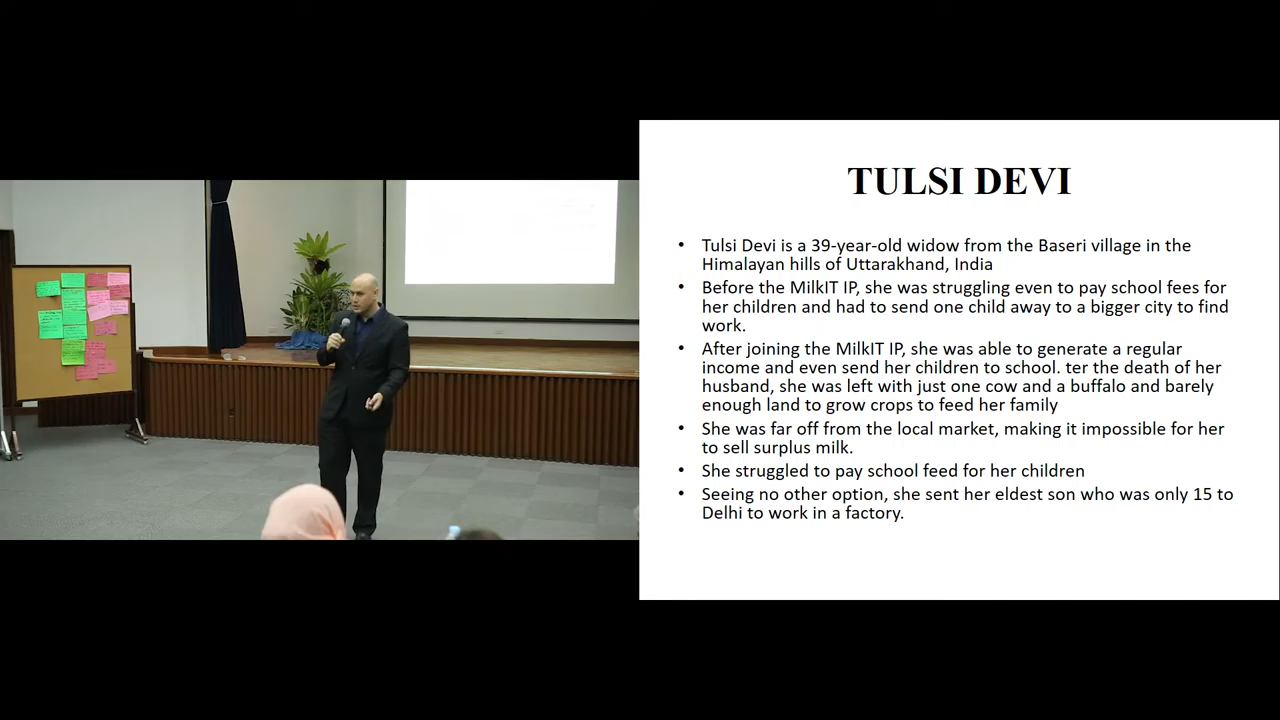 TULSI DEVI
• Tulsi Devi is a 39-year-old widow from the Baseri village in the
Himalayan hills of Uttarakhand, India
• Before the MilkIT IP, she was struggling even to pay school fees for
her children and had to send one child away to a bigger city to find
work.
• After joining the MilkIT IP, she was able to generate a regular
income and even send her children to school. ter the death of her
husband, she was left with just one cow and a buffalo and barely
enough land to grow crops to feed her family
• She was far off from the local market, making it impossible for her
to sell surplus milk.
• She struggled to pay school feed for her children
• Seeing no other option, she sent her eldest son who was only 15 to
Delhi to work in a factory.